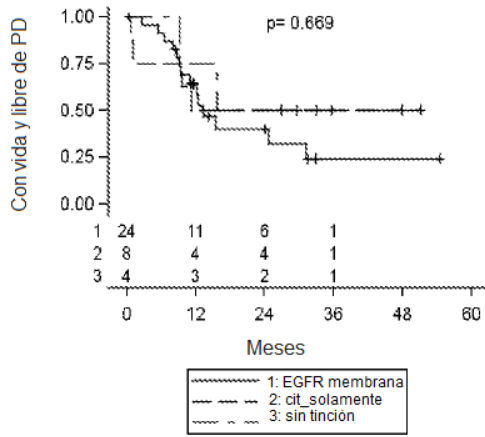 1.00
p= 0.669
0.75
0.50
0.25
0.00
Con vida y libre de PD
1 24 11 6 1
2 8 4 4 1
3 4 3 2 1
0 12 24 36 48 60
Meses
1: EGFR membrana
2: cit_solamente
3: sin tinción